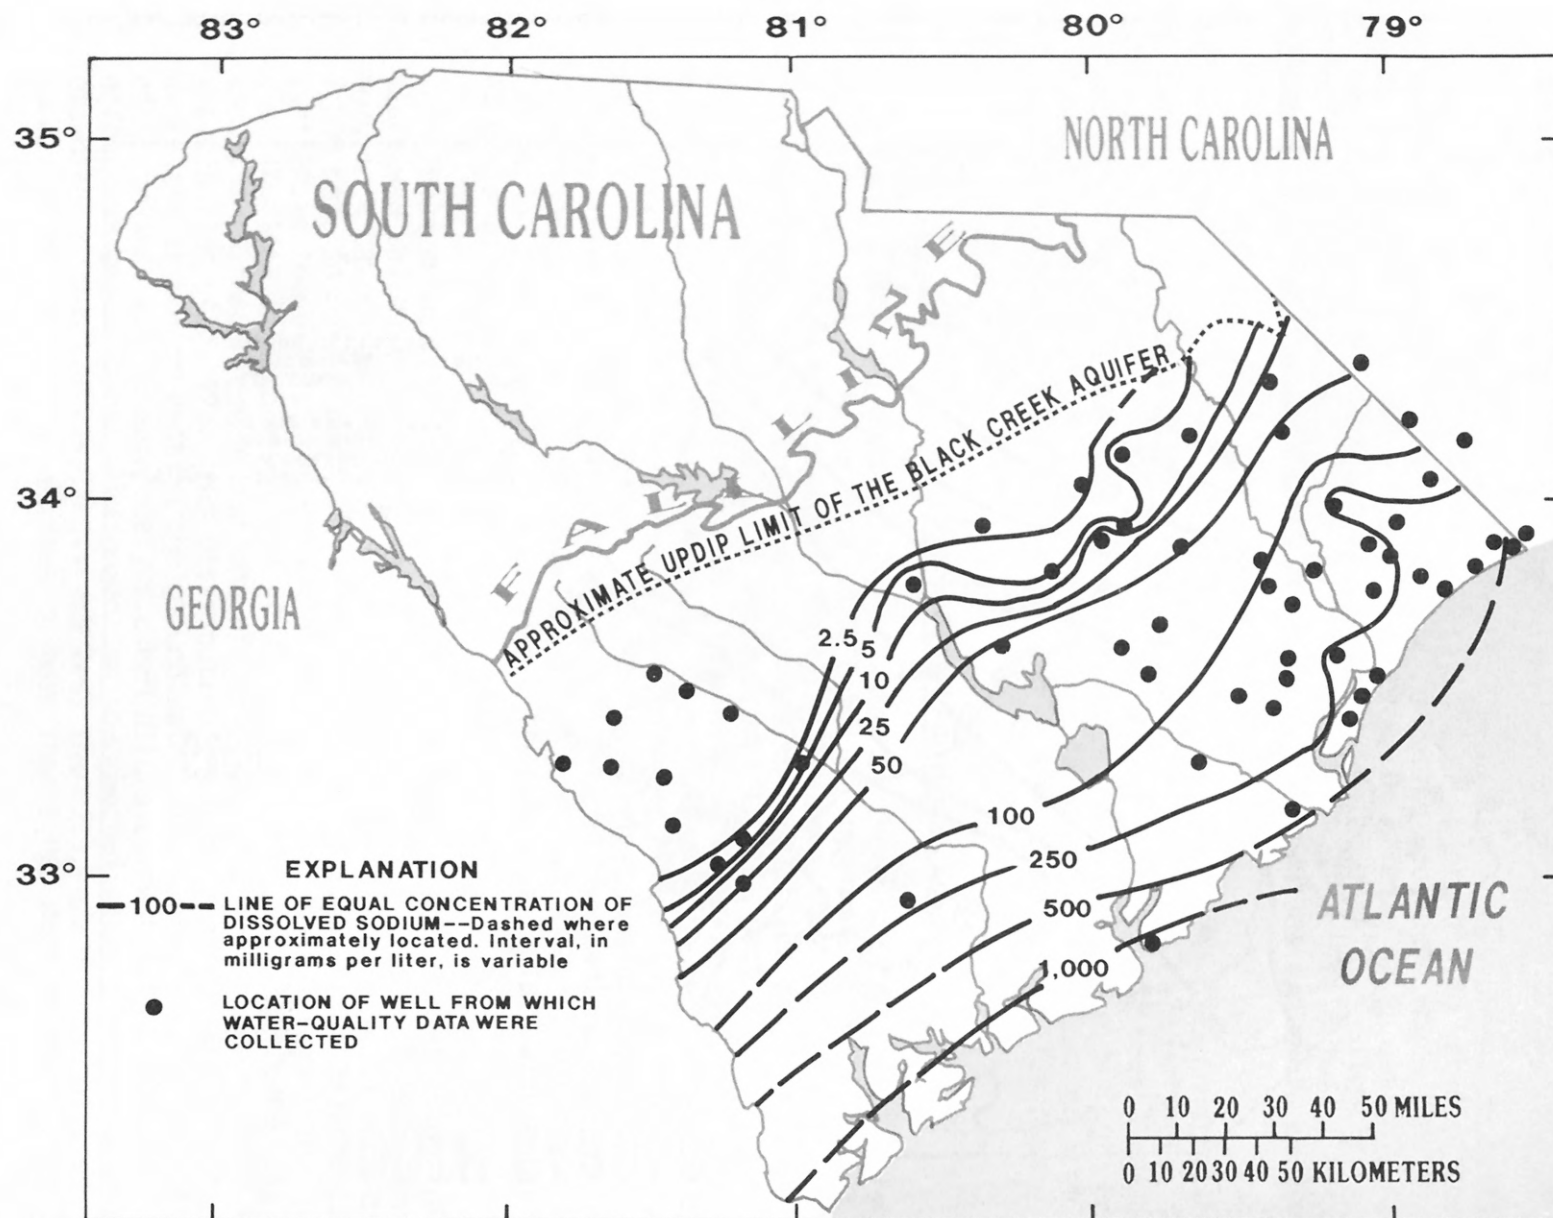 83° 82° 81° 80° 79°
35°
NORTH CAROLINA
SOUTH CAROLINA
FALL LINE
APPROXIMATE UPDIP LIMIT OF THE BLACK CREEK AQUIFER
34°
GEORGIA
2.5
5
10
25
50
100
250
500
1,000
33°
EXPLANATION
100
LINE OF EQUAL CONCENTRATION OF
DISSOLVED SODIUM--Dashed where
approximately located. Interval, in
milligrams per liter, is variable
LOCATION OF WELL FROM WHICH
WATER-QUALITY DATA WERE
COLLECTED
ATLANTIC
OCEAN
0 10 20 30 40 50 MILES
0 10 20 30 40 50 KILOMETERS